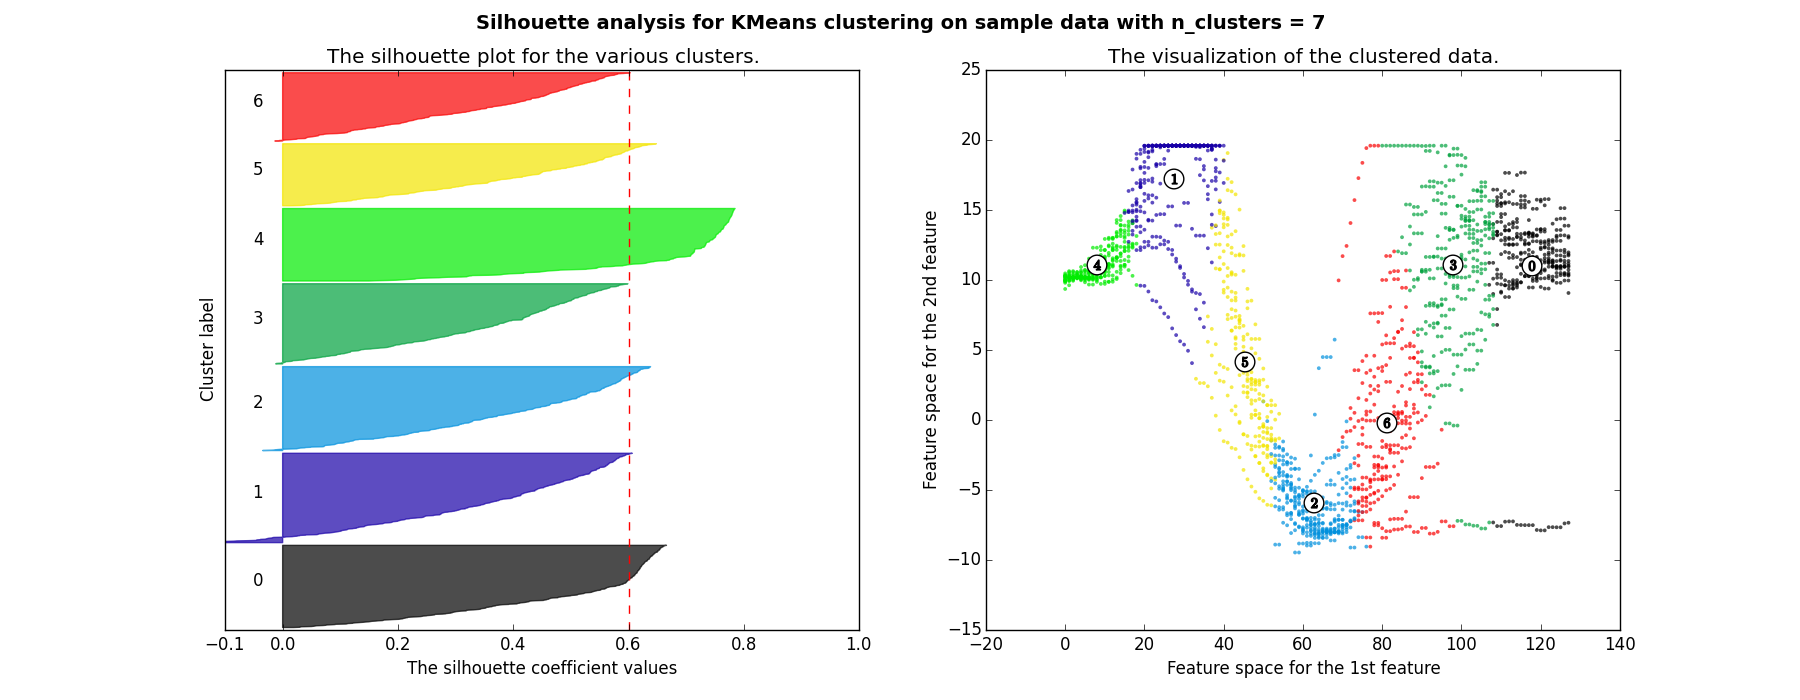 Silhouette analysis for KMeans clustering on sample data with n_clusters = 7
The silhouette plot for the various clusters.
6
5
4
3
2
1
0
Cluster label
−0.1 0.0 0.2 0.4 0.6 0.8 1.0
The silhouette coefficient values
The visualization of the clustered data.
25
20
15
10
5
0
−5
−10
−15
Feature space for the 2nd feature
1
4
3
0
5
6
2
−20 0 20 40 60 80 100 120 140
Feature space for the 1st feature